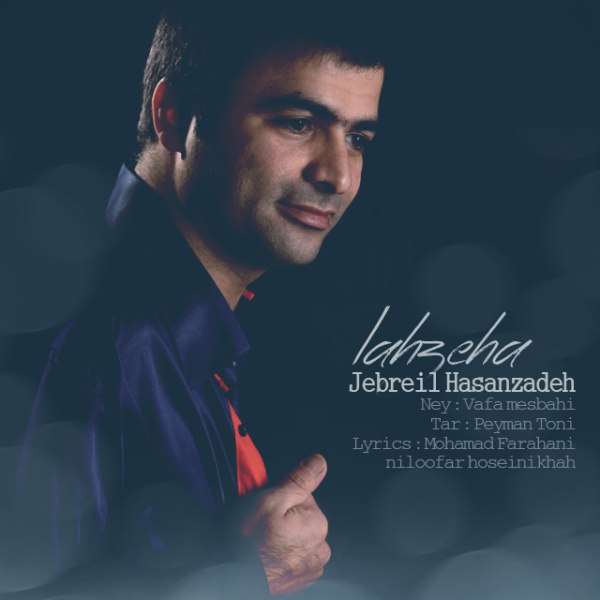 lahzeha
Jebreil Hasanzadeh
Ney : Vafa mesbahi
Tar : Peyman Toni
Lyrics : Mohamad Farahani
niloofar hoseinikhah